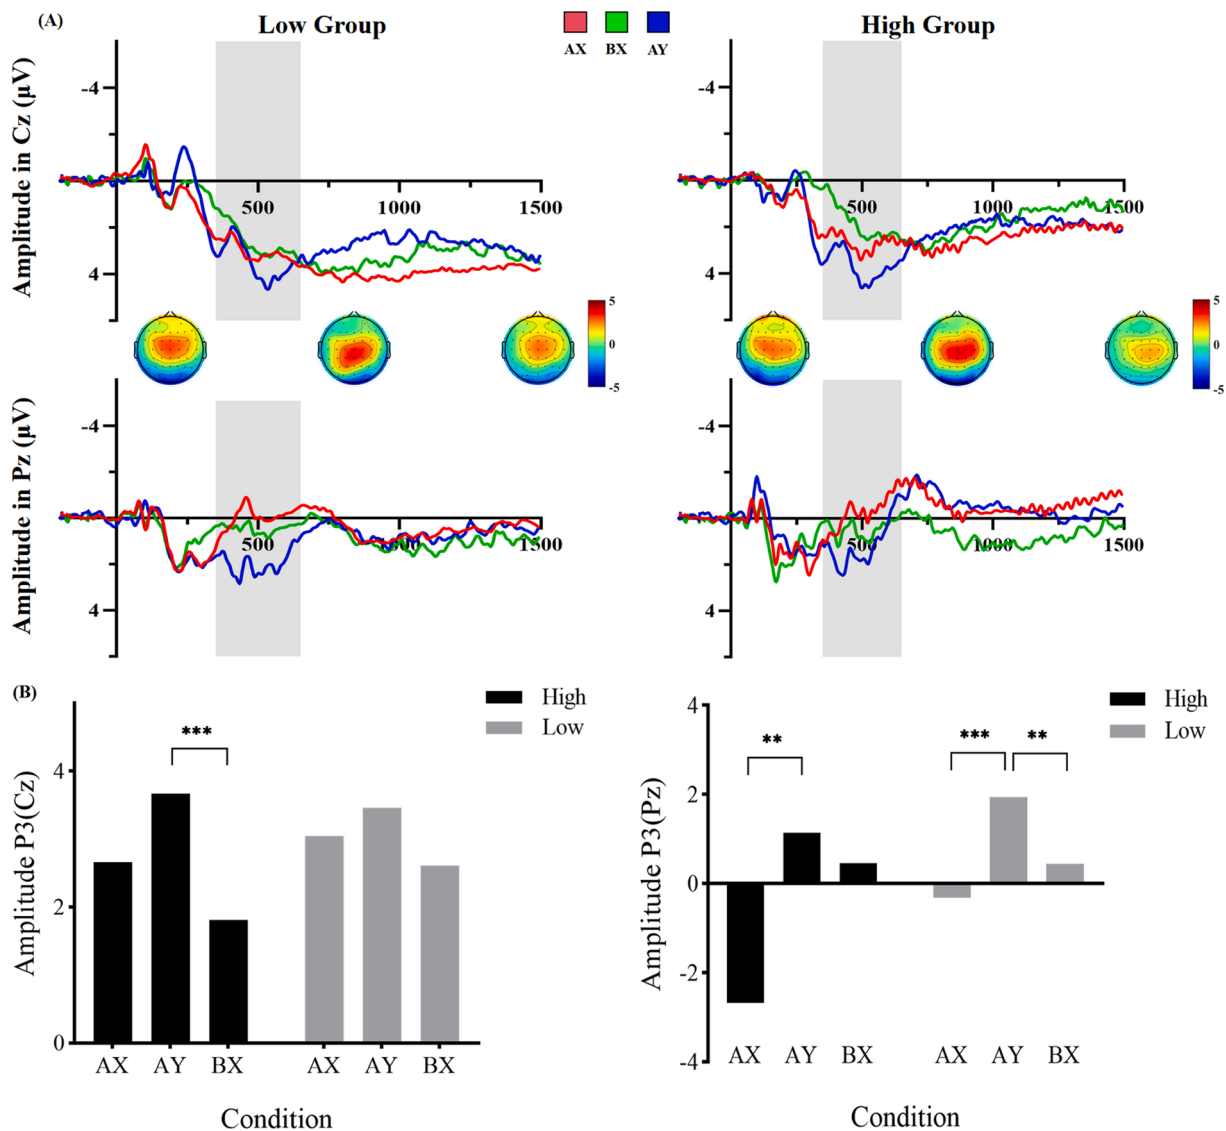 (A)
Low Group
High Group
AX BX AY
Amplitude in Cz (μV)
-4
4
500 1000 1500
-4
4
500 1000 1500
5
0
-5
5
0
-5
Amplitude in Pz (μV)
-4
4
500 1000 1500
-4
4
500 1000 1500
(B)
High
Low
***
Amplitude P3(Cz)
4
2
0
AX AY BX AX AY BX
Condition
High
Low
** *** **
Amplitude P3(Pz)
4
2
0
-2
-4
AX AY BX AX AY BX
Condition